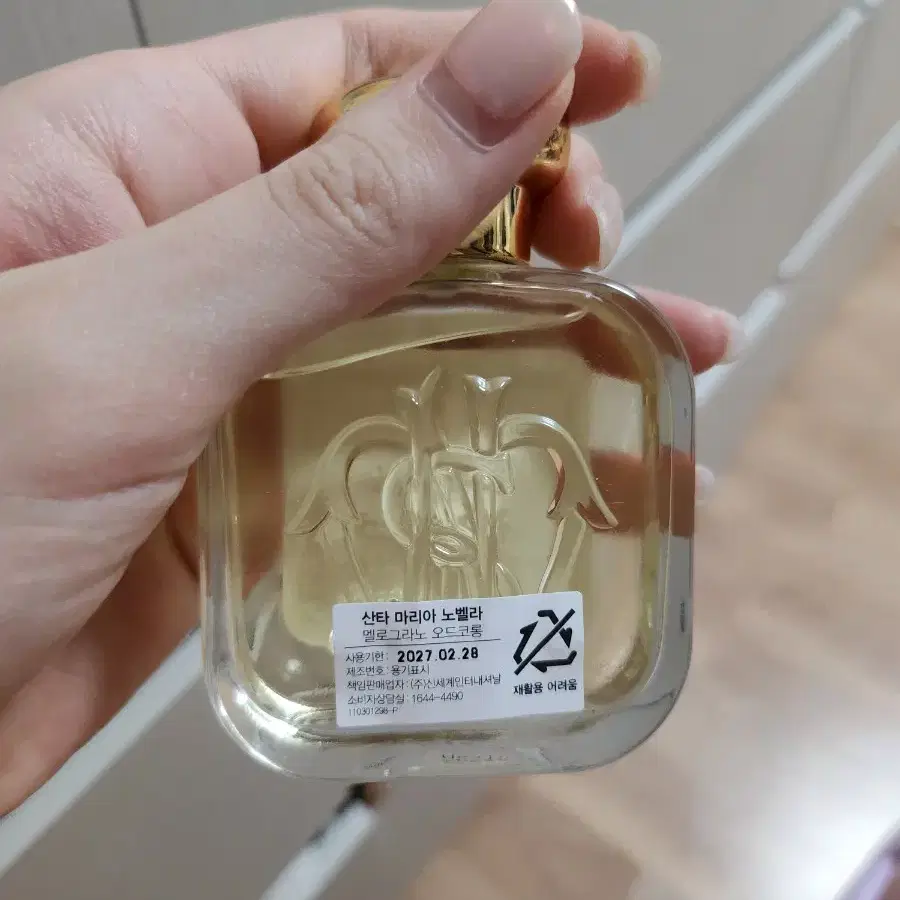 산타 마리아 노벨라
멜로그라노 오드코롱
사용기한 : 2027.02.28
제조번호 : 용기표시
책임판매업자 : (주)신세계인터내셔날
소비자상담실 : 1644-4490
110301298-P
재활용 어려움